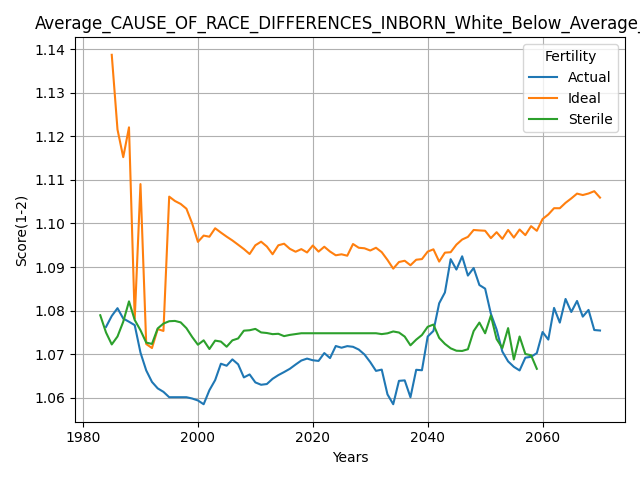 Average_CAUSE_OF_RACE_DIFFERENCES_INBORN_White_Below_Average_
1.14
1.13
1.12
1.11
1.10
1.09
1.08
1.07
1.06
Score(1-2)
1980
2000
2020
2040
2060
Years
Fertility
Actual
Ideal
Sterile